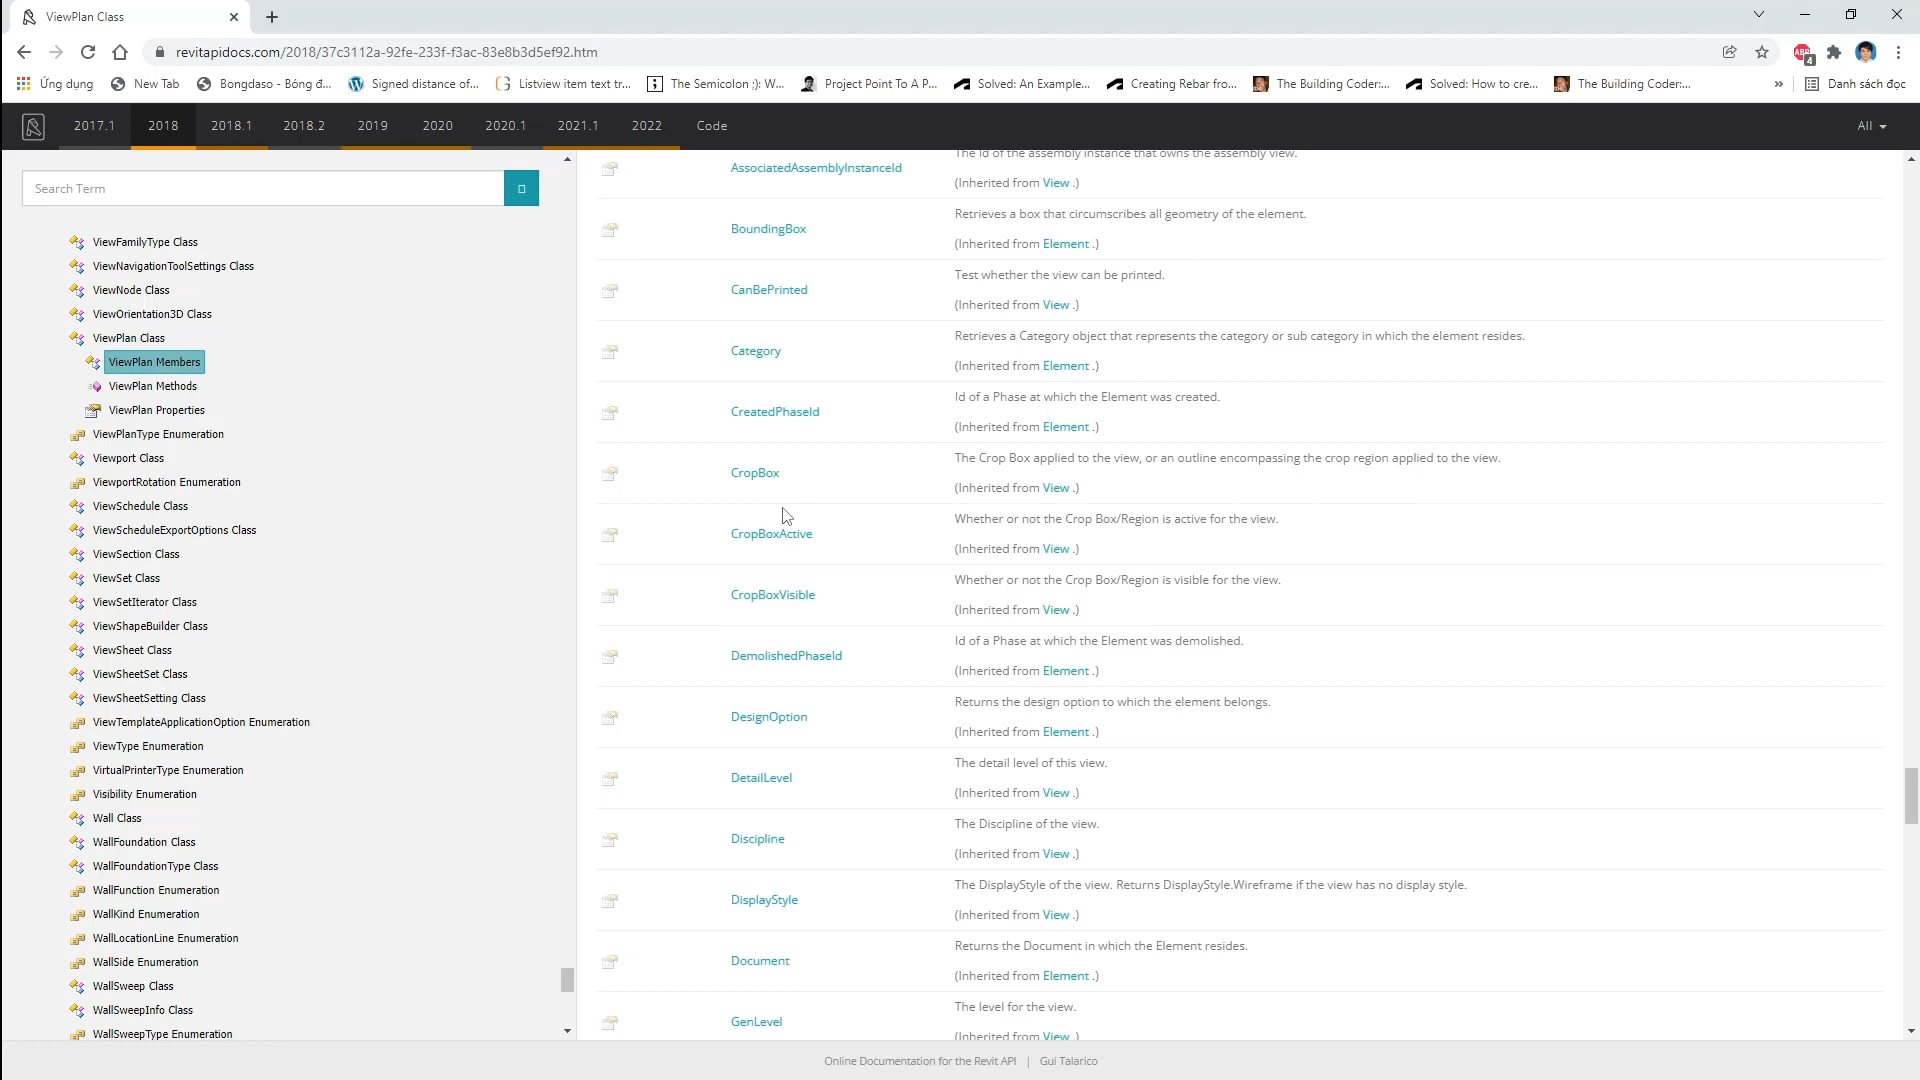 ViewPlan Class
revitapidocs.com/2018/37c3112a-92fe-233f-f3ac-83e8b3d5ef92.htm
ABP
4
Ứng dụng
New Tab
Bongdaso - Bóng đ...
Signed distance of...
Listview item text tr...
The Semicolon ;): W...
Project Point To A P...
Solved: An Example...
Creating Rebar fro...
The Building Coder:...
Solved: How to cre...
The Building Coder:...
»
Danh sách đọc
2017.1
2018
2018.1
2018.2
2019
2020
2020.1
2021.1
2022
Code
All
Search Term
ViewFamilyType Class
ViewNavigationToolSettings Class
ViewNode Class
ViewOrientation3D Class
ViewPlan Class
ViewPlan Members
ViewPlan Methods
ViewPlan Properties
ViewPlanType Enumeration
Viewport Class
ViewportRotation Enumeration
ViewSchedule Class
ViewScheduleExportOptions Class
ViewSection Class
ViewSet Class
ViewSetIterator Class
ViewShapeBuilder Class
ViewSheet Class
ViewSheetSet Class
ViewSheetSetting Class
ViewTemplateApplicationOption Enumeration
ViewType Enumeration
VirtualPrinterType Enumeration
Visibility Enumeration
Wall Class
WallFoundation Class
WallFoundationType Class
WallFunction Enumeration
WallKind Enumeration
WallLocationLine Enumeration
WallSide Enumeration
WallSweep Class
WallSweepInfo Class
WallSweepType Enumeration
The Id of the assembly instance that owns the assembly view.
AssociatedAssemblyInstanceId
(Inherited from View .)
Retrieves a box that circumscribes all geometry of the element.
BoundingBox
(Inherited from Element .)
Test whether the view can be printed.
CanBePrinted
(Inherited from View .)
Retrieves a Category object that represents the category or sub category in which the element resides.
Category
(Inherited from Element .)
Id of a Phase at which the Element was created.
CreatedPhaseId
(Inherited from Element .)
The Crop Box applied to the view, or an outline encompassing the crop region applied to the view.
CropBox
(Inherited from View .)
Whether or not the Crop Box/Region is active for the view.
CropBoxActive
(Inherited from View .)
Whether or not the Crop Box/Region is visible for the view.
CropBoxVisible
(Inherited from View .)
Id of a Phase at which the Element was demolished.
DemolishedPhaseId
(Inherited from Element .)
Returns the design option to which the element belongs.
DesignOption
(Inherited from Element .)
The detail level of this view.
DetailLevel
(Inherited from View .)
The Discipline of the view.
Discipline
(Inherited from View .)
The DisplayStyle of the view. Returns DisplayStyle.Wireframe if the view has no display style.
DisplayStyle
(Inherited from View .)
Returns the Document in which the Element resides.
Document
(Inherited from Element .)
The level for the view.
GenLevel
(Inherited from View .)
Online Documentation for the Revit API | Gui Talarico